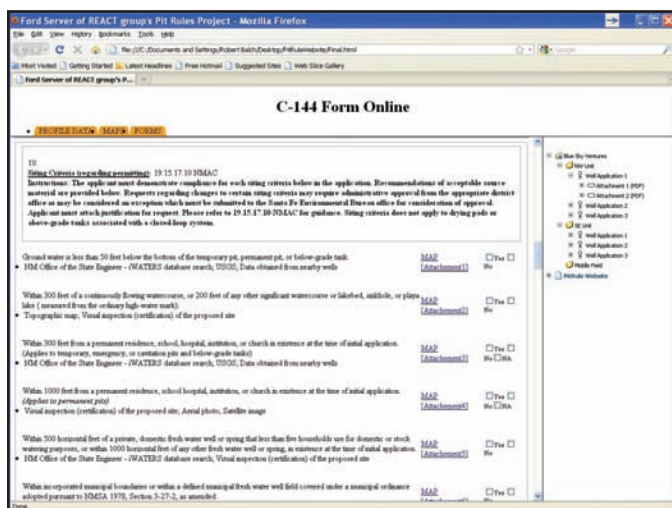 Ford Server of REACT group's Pit Rules Project - Mozilla Firefox
File Edit View History Bookmarks Tools Help
file:///C:/Documents and Settings/Robert Balch/Desktop/PitRuleWebsite/Final.html
Google
Most Visited Getting Started Latest Headlines Free Hotmail Suggested Sites Web Slice Gallery
Ford Server of REACT group's P...
C-144 Form Online
PROFILE DATA MAPS FORMS
10.
Siting Criteria (regarding permitting): 19.15.17.10 NMAC
Instructions: The applicant must demonstrate compliance for each siting criteria below in the application. Recommendations of acceptable source
material are provided below. Requests regarding changes to certain siting criteria may require administrative approval from the appropriate district
office or may be considered an exception which must be submitted to the Santa Fe Environmental Bureau office for consideration of approval.
Applicant must attach justification for request. Please refer to 19.15.17.10 NMAC for guidance. Siting criteria does not apply to drying pads or
above-grade tanks associated with a closed-loop system.
Ground water is less than 50 feet below the bottom of the temporary pit, permanent pit, or below-grade tank.
NM Office of the State Engineer - iWATERS database search; USGS; Data obtained from nearby wells
MAP
[Attachment1]
Yes
No
Within 300 feet of a continuously flowing watercourse, or 200 feet of any other significant watercourse or lakebed, sinkhole, or playa
lake ( measured from the ordinary high-water mark).
Topographic map; Visual inspection (certification) of the proposed site
MAP
[Attachment2]
Yes
No
Within 300 feet from a permanent residence, school, hospital, institution, or church in existence at the time of initial application.
(Applies to temporary, emergency, or cavitation pits and below-grade tanks)
NM Office of the State Engineer - iWATERS database search; USGS; Data obtained from nearby wells
MAP
[Attachment3]
Yes
No NA
Within 1000 feet from a permanent residence, school hospital, institution, or church in existence at the time of initial application.
(Applies to permanent pits)
Visual inspection (certification) of the proposed site; Aerial photo; Satellite image
MAP
[Attachment4]
Yes
No NA
Within 500 horizontal feet of a private, domestic fresh water well or spring that less than five households use for domestic or stock
watering purposes, or within 1000 horizontal feet of any other fresh water well or spring, in existence at the time of initial application.
NM Office of the State Engineer - iWATERS database search; Visual inspection (certification) of the proposed site
MAP
[Attachment5]
Yes
No
Within incorporated municipal boundaries or within a defined municipal fresh water well field covered under a municipal ordinance
adopted pursuant to NMSA 1978, Section 3-27-2, as amended.
MAP
Yes
Blue Sky Ventures
NW Unit
Well Application 1
Attachment 1 (PDF)
Attachment 2 (PDF)
Well Application 2
Well Application 3
SE Unit
Well Application 1
Well Application 2
Well Application 3
Middle Field
PitRule Website
Done